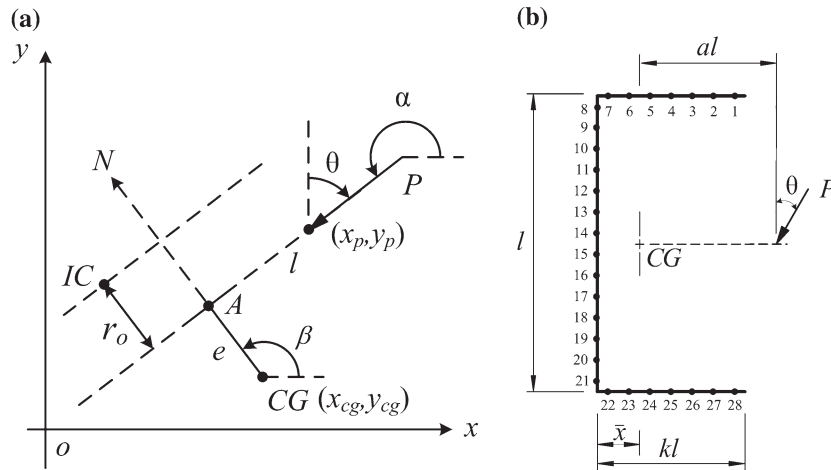 (a)
y
N
IC
r_o
A
e
β
CG (x_cg,y_cg)
l
(x_p,y_p)
θ
α
P
x
o
(b)
al
7 6 5 4 3 2 1
8
9
10
11
12
13
14
15
16
17
18
19
20
21
22 23 24 25 26 27 28
l
CG
θ
P
x̄
kl